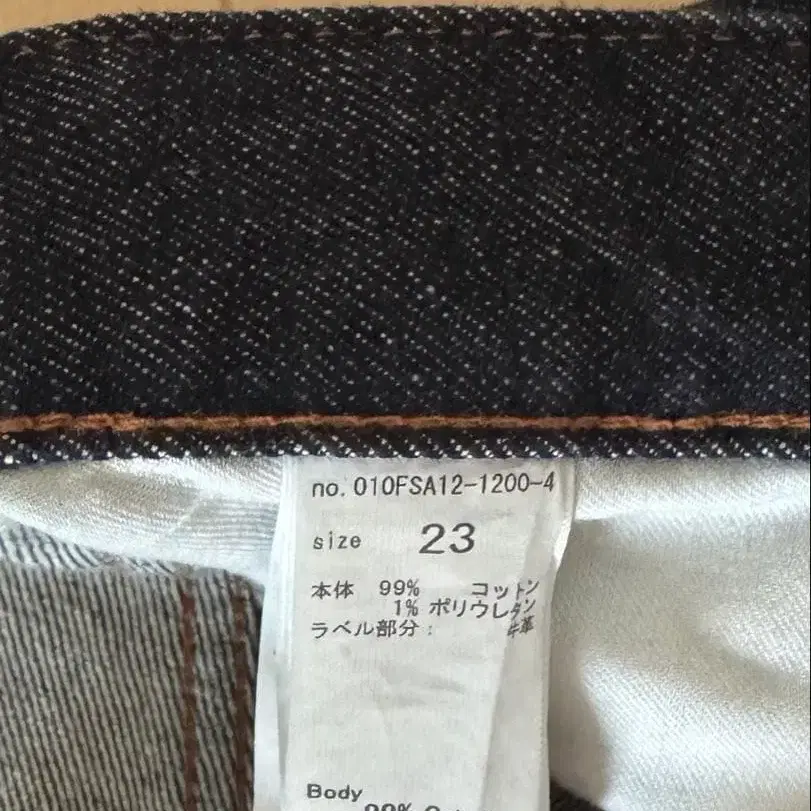 no. 010FSA12-1200-4
size 23
本体 99% コットン
1% ポリウレタン
ラベル部分: 牛革
Body